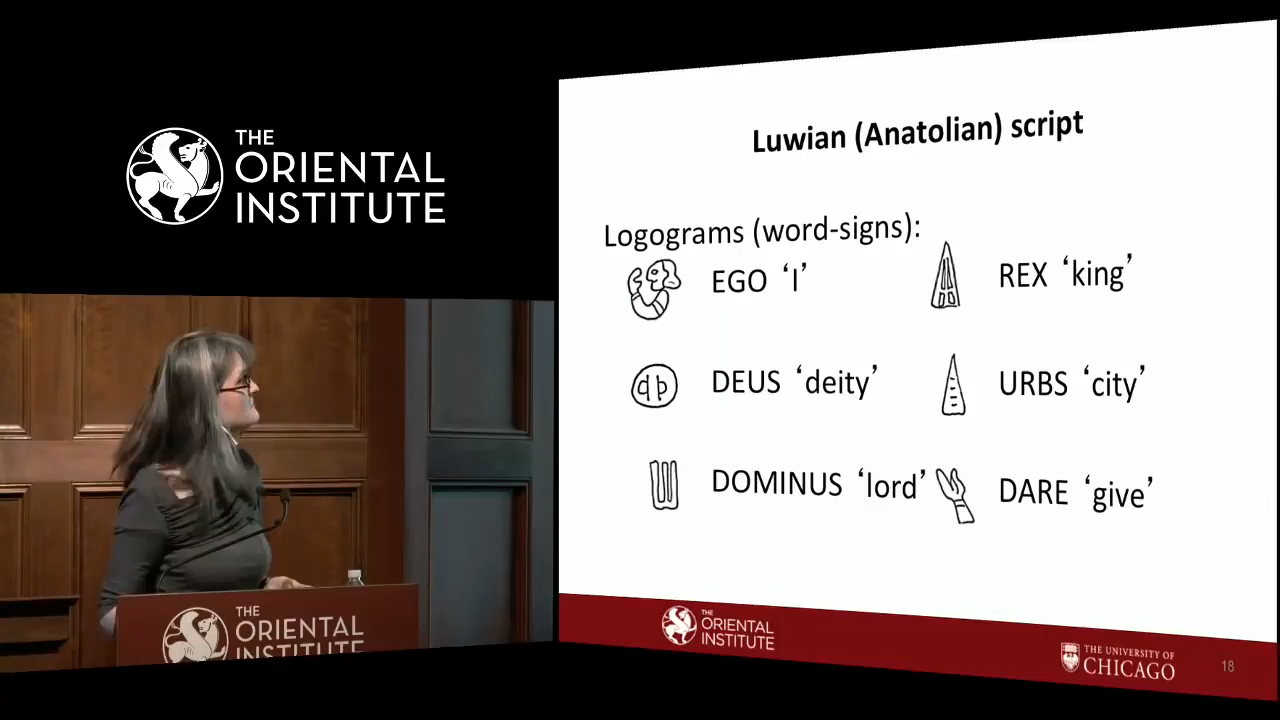 THE
ORIENTAL
INSTITUTE
Luwian (Anatolian) script
Logograms (word-signs):
EGO ‘I’
REX ‘king’
DEUS ‘deity’
URBS ‘city’
DOMINUS ‘lord’
DARE ‘give’
THE
ORIENTAL
INSTITUTE
THE
ORIENTAL
INSTITUTE
THE UNIVERSITY OF
CHICAGO
18